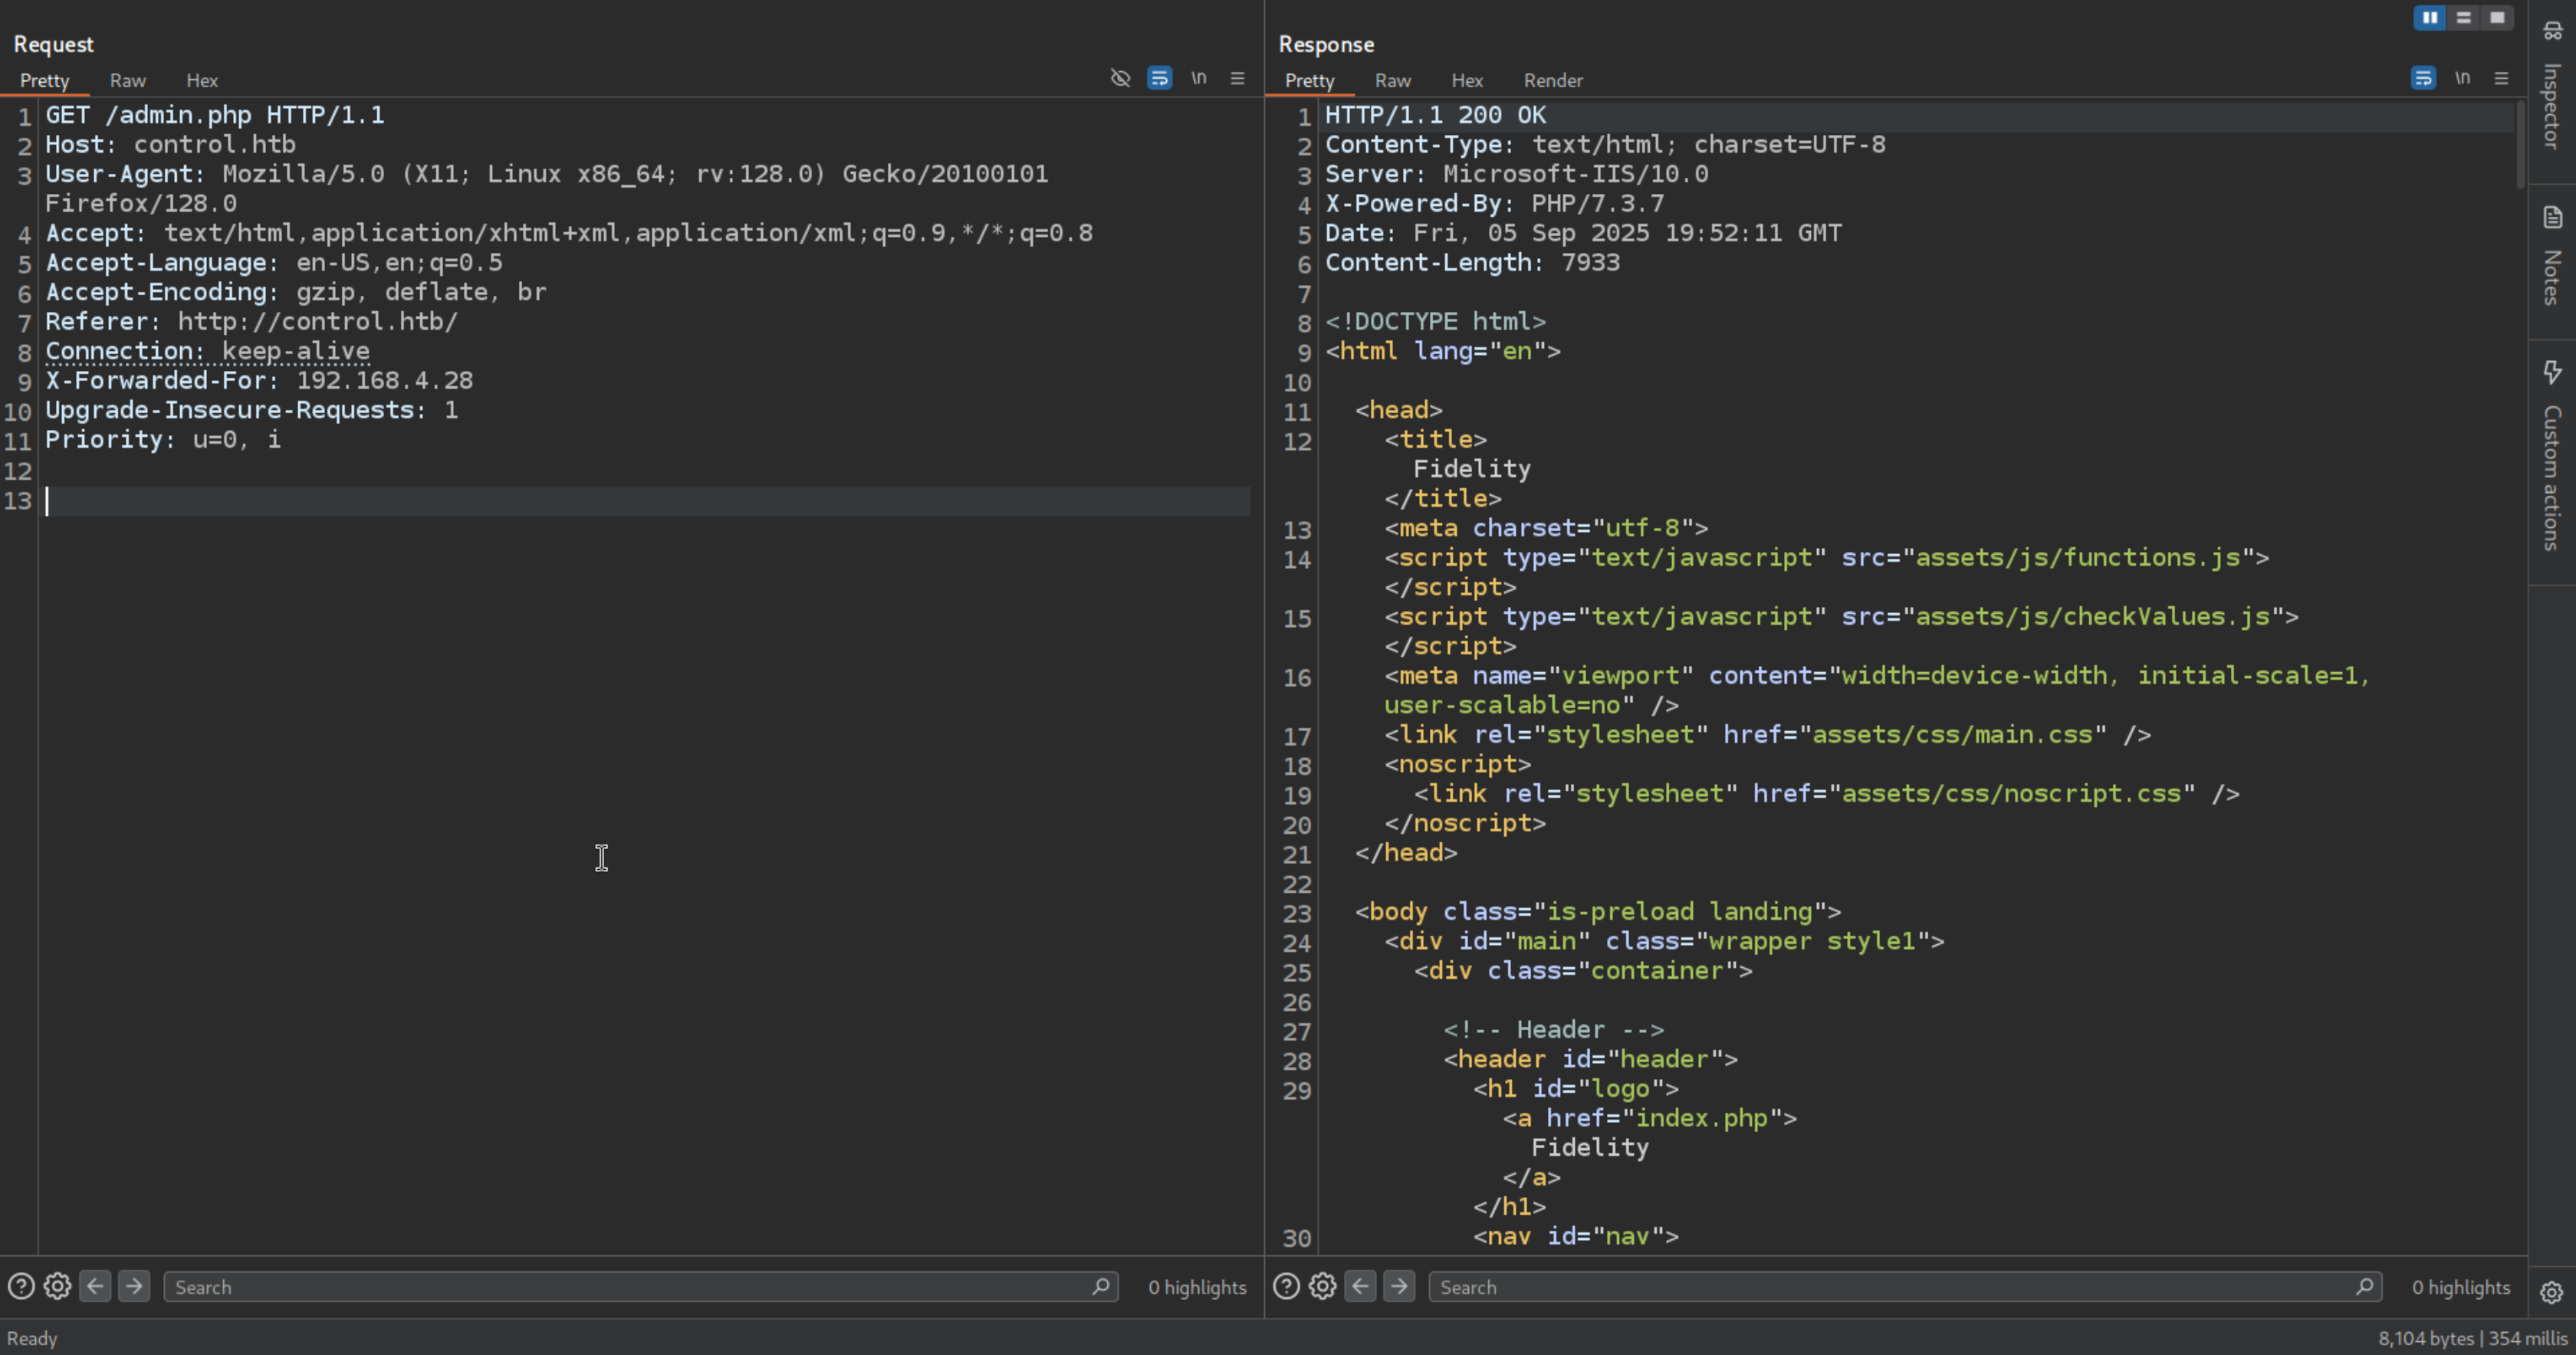 Request
Pretty Raw Hex \n
1 GET /admin.php HTTP/1.1
2 Host: control.htb
3 User-Agent: Mozilla/5.0 (X11; Linux x86_64; rv:128.0) Gecko/20100101
Firefox/128.0
4 Accept: text/html,application/xhtml+xml,application/xml;q=0.9,*/*;q=0.8
5 Accept-Language: en-US,en;q=0.5
6 Accept-Encoding: gzip, deflate, br
7 Referer: http://control.htb/
8 Connection: keep-alive
9 X-Forwarded-For: 192.168.4.28
10 Upgrade-Insecure-Requests: 1
11 Priority: u=0, i
12
13
Search 0 highlights
Response
Pretty Raw Hex Render \n
1 HTTP/1.1 200 OK
2 Content-Type: text/html; charset=UTF-8
3 Server: Microsoft-IIS/10.0
4 X-Powered-By: PHP/7.3.7
5 Date: Fri, 05 Sep 2025 19:52:11 GMT
6 Content-Length: 7933
7
8 <!DOCTYPE html>
9 <html lang="en">
10
11 <head>
12 <title>
Fidelity
</title>
13 <meta charset="utf-8">
14 <script type="text/javascript" src="assets/js/functions.js">
</script>
15 <script type="text/javascript" src="assets/js/checkValues.js">
</script>
16 <meta name="viewport" content="width=device-width, initial-scale=1,
user-scalable=no" />
17 <link rel="stylesheet" href="assets/css/main.css" />
18 <noscript>
19 <link rel="stylesheet" href="assets/css/noscript.css" />
20 </noscript>
21 </head>
22
23 <body class="is-preload landing">
24 <div id="main" class="wrapper style1">
25 <div class="container">
26
27 <!-- Header -->
28 <header id="header">
29 <h1 id="logo">
<a href="index.php">
Fidelity
</a>
</h1>
30 <nav id="nav">
Search 0 highlights
Inspector
Notes
Custom actions
Ready
8,104 bytes | 354 millis